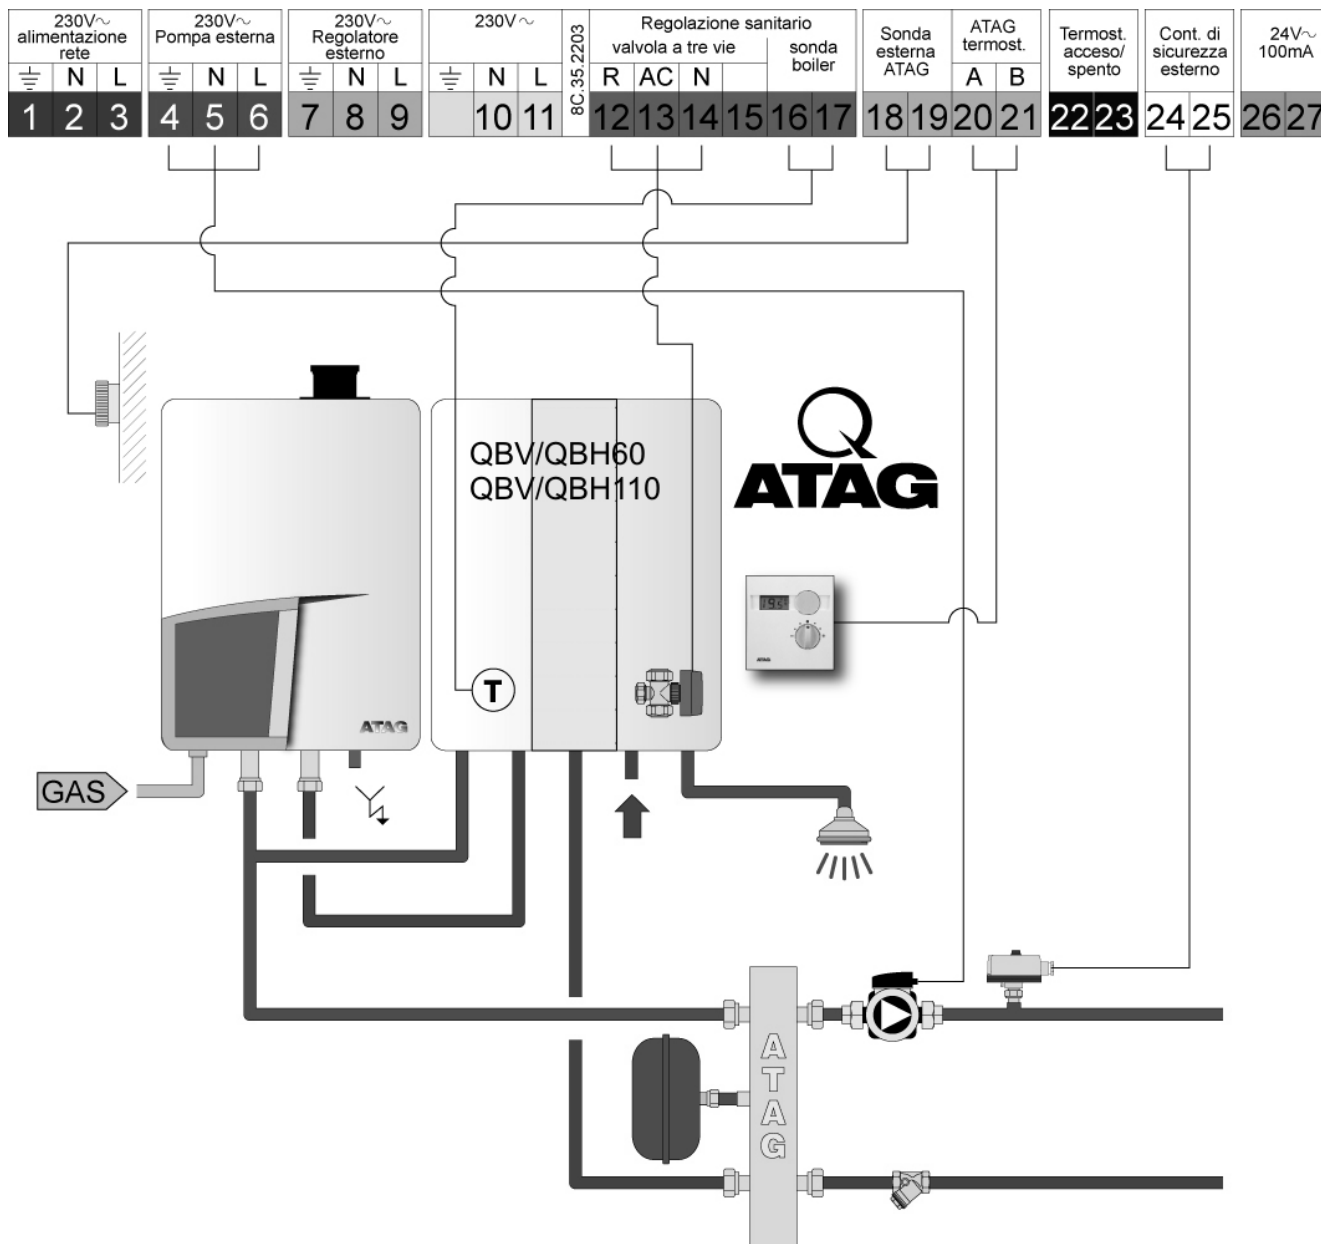 230V~
alimentazione
rete
N L
1 2 3
230V~
Pompa esterna
N L
4 5 6
230V~
Regolatore
esterno
N L
7 8 9
230V~
N L
10 11
8C.35.2203
Regolazione sanitario
valvola a tre vie
sonda
boiler
R AC N
12 13 14 15 16 17
Sonda
esterna
ATAG
18 19
ATAG
termost.
A B
20 21
Termost.
acceso/
spento
22 23
Cont. di
sicurezza
esterno
24 25
24V~
100mA
26 27
QBV/QBH60
QBV/QBH110
ATAG
19.5
ATAG
T
ATAG
GAS
ATAG